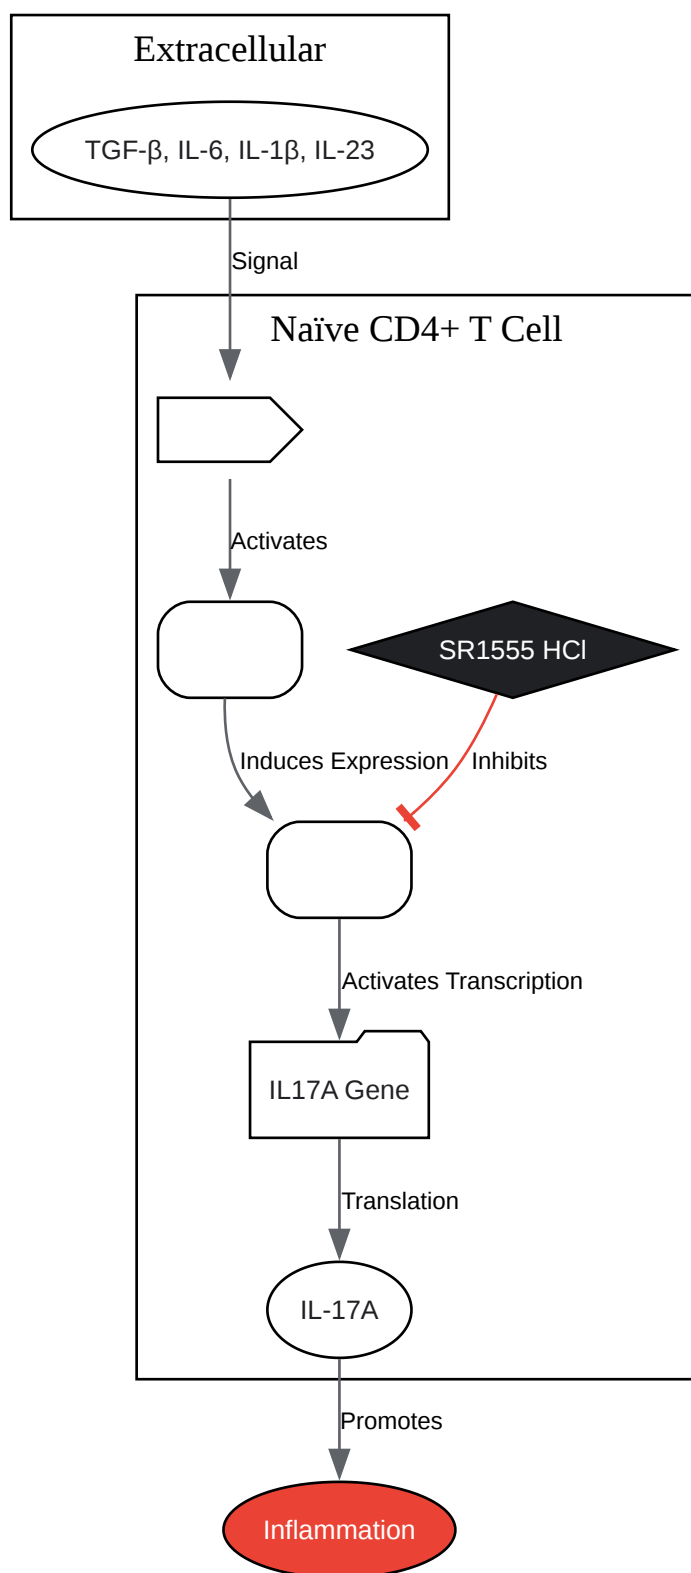 Extracellular
TGF-β, IL-6, IL-1β, IL-23
Signal
Naïve CD4+ T Cell
Activates
SR1555 HCl
Induces Expression
Inhibits
Activates Transcription
IL17A Gene
Translation
IL-17A
Promotes
Inflammation